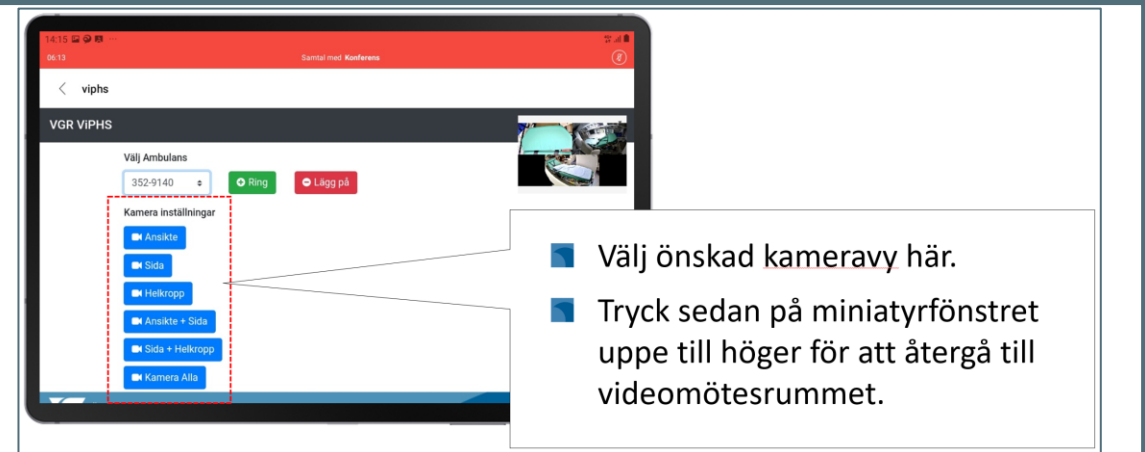 14:15
06:13
Samtal med Konferens
viphs
VGR ViPHS
Välj Ambulans
352-9140
Ring
Lägg på
Kamera inställningar
Ansikte
Sida
Helkropp
Ansikte + Sida
Sida + Helkropp
Kamera Alla
Välj önskad kameravy här.
Tryck sedan på miniatyrfönstret
uppe till höger för att återgå till
videomötesrummet.